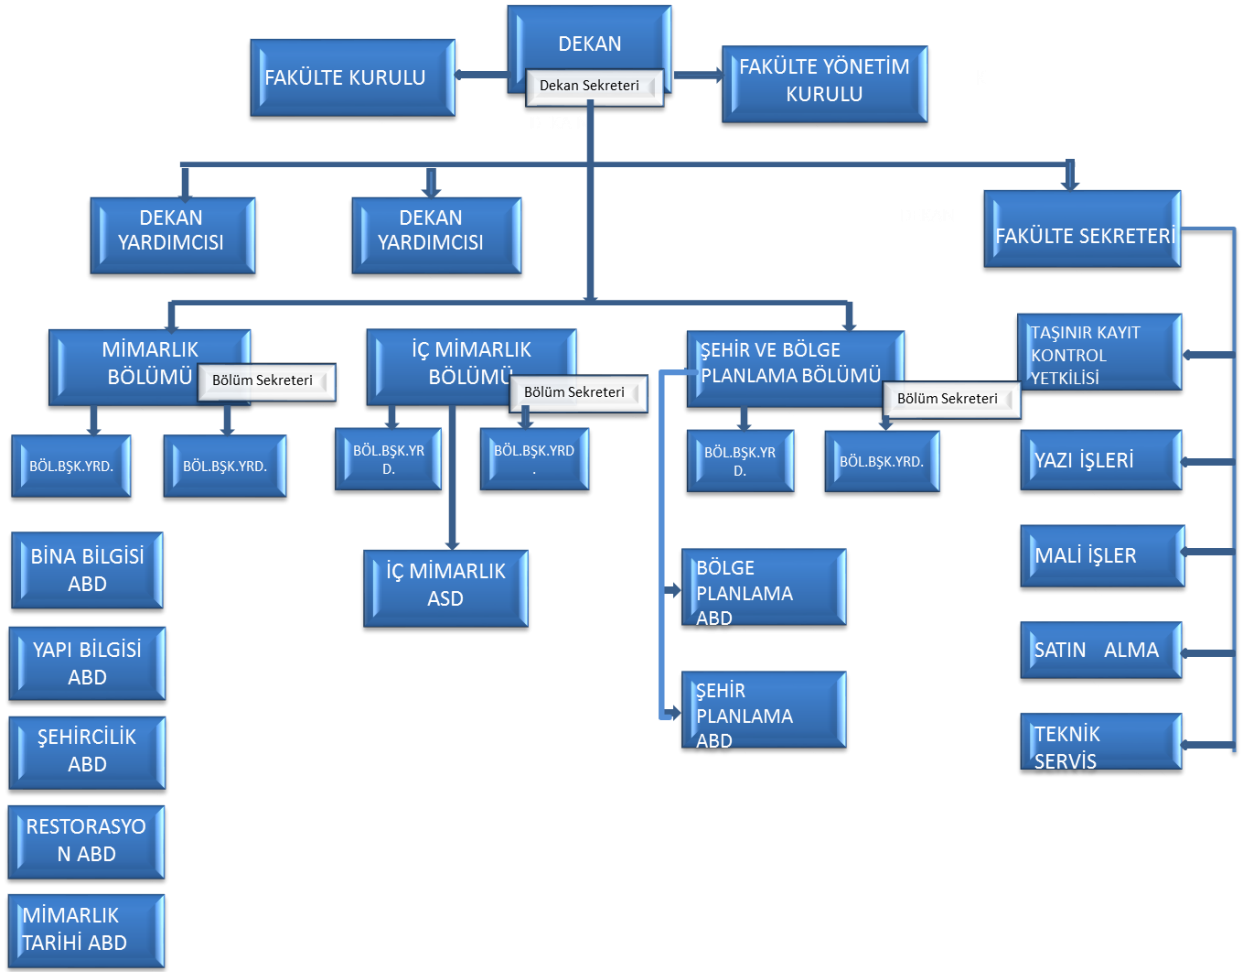 DEKAN
Dekan Sekreteri
FAKÜLTE KURULU
FAKÜLTE YÖNETİM
KURULU
DEKAN
YARDIMCISI
DEKAN
YARDIMCISI
FAKÜLTE SEKRETERİ
MİMARLIK
BÖLÜMÜ
Bölüm Sekreteri
İÇ MİMARLIK
BÖLÜMÜ
Bölüm Sekreteri
ŞEHİR VE BÖLGE
PLANLAMA BÖLÜMÜ
Bölüm Sekreteri
TAŞINIR KAYIT
KONTROL
YETKİLİSİ
BÖL.BŞK.YRD.
BÖL.BŞK.YRD.
BÖL.BŞK.YR
D.
BÖL.BŞK.YRD
.
BÖL.BŞK.YR
D.
BÖL.BŞK.YRD.
YAZI İŞLERİ
BİNA BİLGİSİ
ABD
İÇ MİMARLIK
ASD
BÖLGE
PLANLAMA
ABD
MALİ İŞLER
YAPI BİLGİSİ
ABD
ŞEHİR
PLANLAMA
ABD
SATIN ALMA
ŞEHİRCİLİK
ABD
TEKNİK
SERVİS
RESTORASYO
N ABD
MİMARLIK
TARİHİ ABD